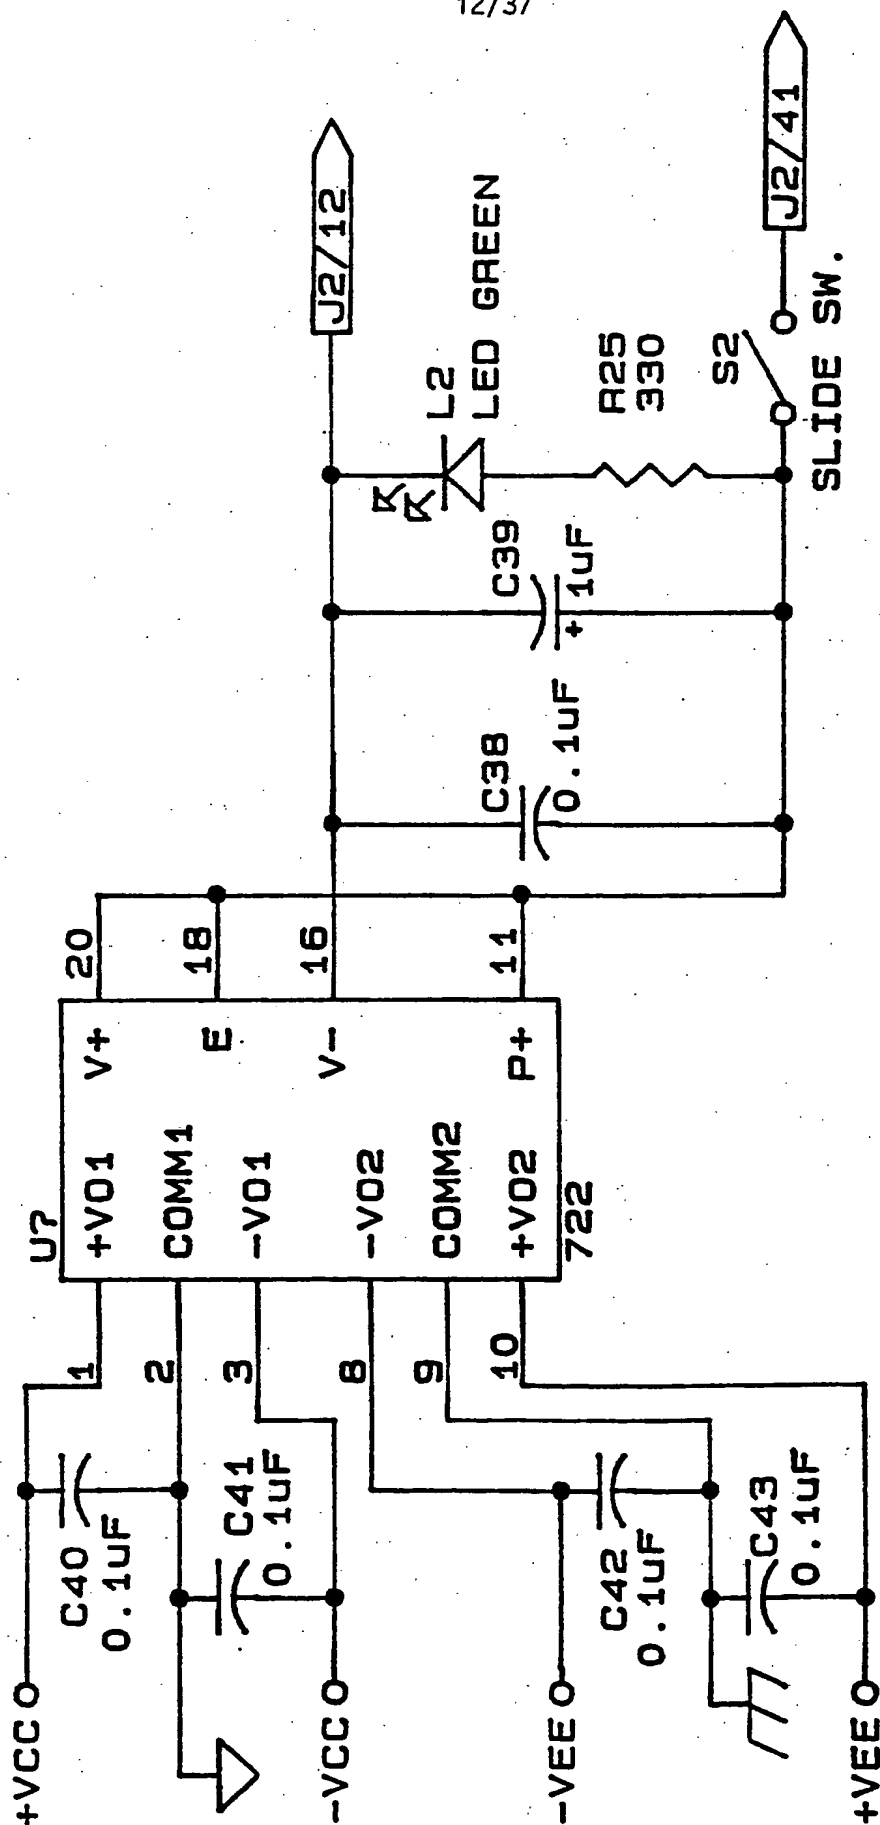 12/37
J2/12
J2/41
L2
LED GREEN
R25
330
S2
SLIDE SW.
C39
+
1uF
C38
0.1uF
20
18
16
11
V+
E
V-
P+
U?
+VO1
COMM1
-VO1
-VO2
COMM2
+VO2
722
1
2
3
8
9
10
C40
0.1uF
C41
0.1uF
C42
0.1uF
C43
0.1uF
+VCC
-VCC
-VEE
+VEE